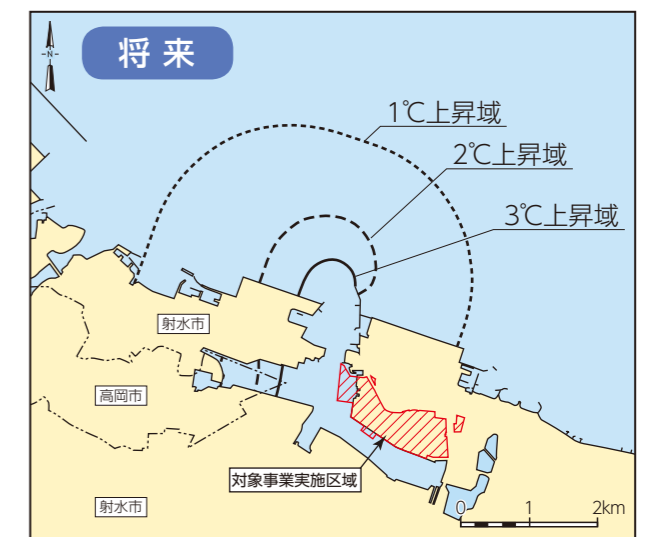 将来
N
1℃上昇域
2℃上昇域
3℃上昇域
射水市
高岡市
対象事業実施区域
射水市
0 1 2km